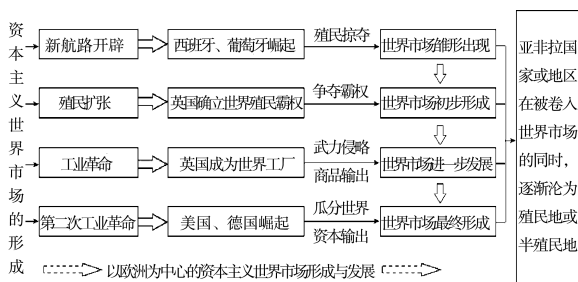 资本主义世界市场的形成
新航路开辟
西班牙、葡萄牙崛起
殖民掠夺
世界市场雏形出现
殖民扩张
英国确立世界殖民霸权
争夺霸权
世界市场初步形成
工业革命
英国成为世界工厂
武力侵略
商品输出
世界市场进一步发展
第二次工业革命
美国、德国崛起
瓜分世界
资本输出
世界市场最终形成
亚非拉国
家或地区
在被卷入
世界市场
的同时,
逐渐沦为
殖民地或
半殖民地
以欧洲为中心的资本主义世界市场形成与发展